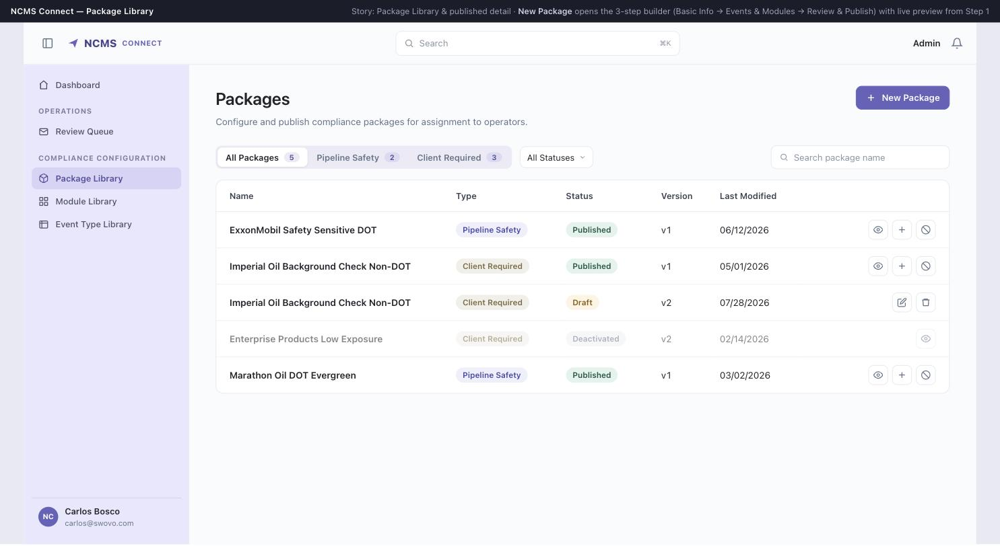 NCMS Connect — Package Library
Story: Package Library & published detail · New Package opens the 3-step builder (Basic Info → Events & Modules → Review & Publish) with live preview from Step 1
NCMS CONNECT
Search ⌘K
Admin
Dashboard
OPERATIONS
Review Queue
COMPLIANCE CONFIGURATION
Package Library
Module Library
Event Type Library
NC
Carlos Bosco
carlos@swovo.com
Packages
+ New Package
Configure and publish compliance packages for assignment to operators.
All Packages 5 Pipeline Safety 2 Client Required 3 All Statuses Search package name
Name Type Status Version Last Modified
ExxonMobil Safety Sensitive DOT Pipeline Safety Published v1 06/12/2026
Imperial Oil Background Check Non-DOT Client Required Published v1 05/01/2026
Imperial Oil Background Check Non-DOT Client Required Draft v2 07/28/2026
Enterprise Products Low Exposure Client Required Deactivated v2 02/14/2026
Marathon Oil DOT Evergreen Pipeline Safety Published v1 03/02/2026